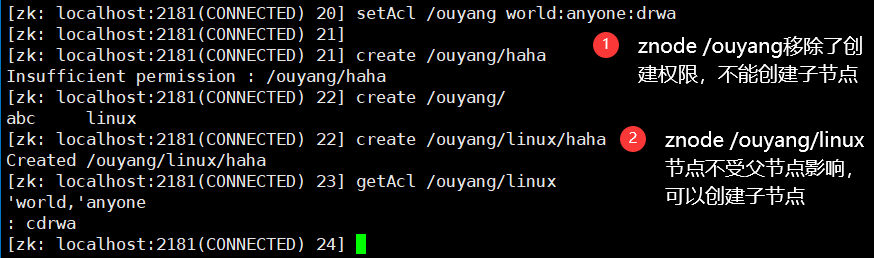 [zk: localhost:2181(CONNECTED) 20] setAcl /ouyang world:anyone:drwa
[zk: localhost:2181(CONNECTED) 21]
[zk: localhost:2181(CONNECTED) 21] create /ouyang/haha
Insufficient permission : /ouyang/haha
[zk: localhost:2181(CONNECTED) 22] create /ouyang/
abc linux
[zk: localhost:2181(CONNECTED) 22] create /ouyang/linux/haha
Created /ouyang/linux/haha
[zk: localhost:2181(CONNECTED) 23] getAcl /ouyang/linux
'world,'anyone
: cdrwa
[zk: localhost:2181(CONNECTED) 24]
1 znode /ouyang移除了创
建权限，不能创建子节点
2 znode /ouyang/linux
节点不受父节点影响，
可以创建子节点